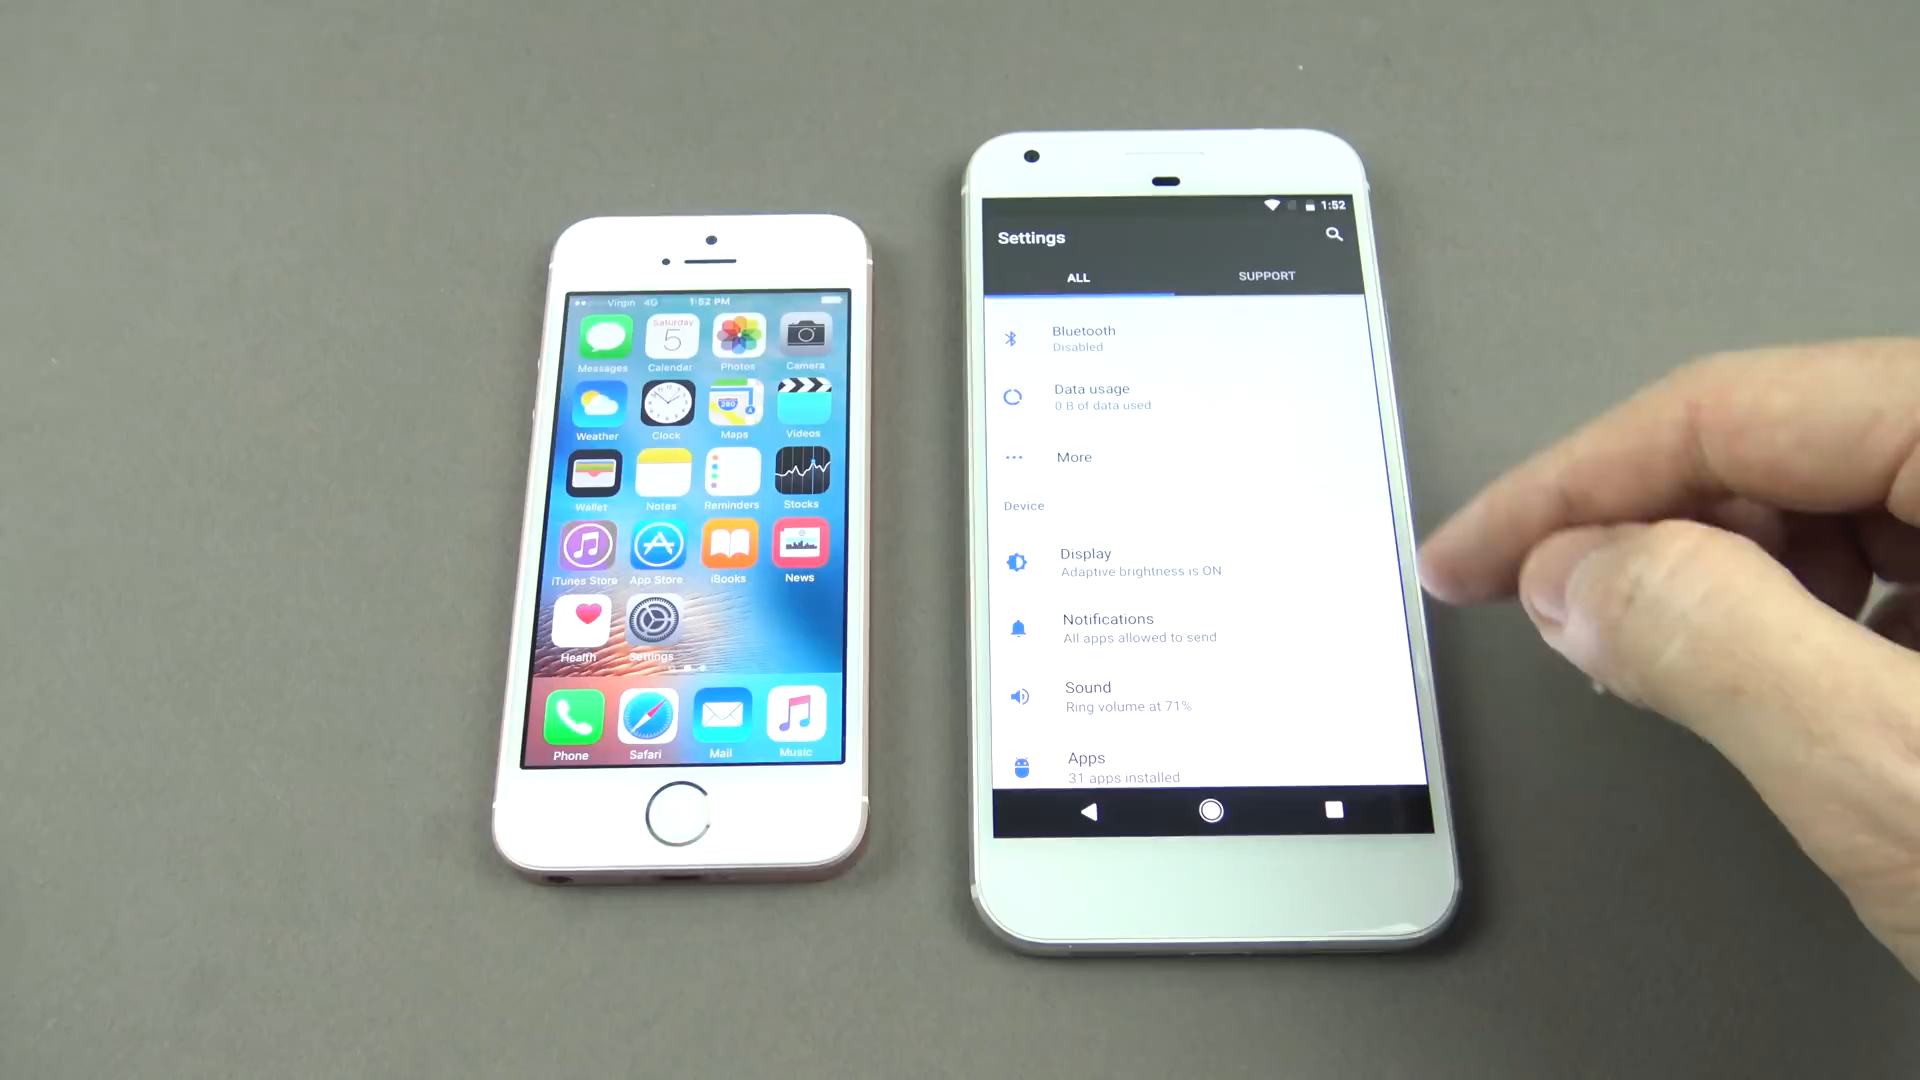 Virgin 4G 1:52 PM
Saturday
5
Messages Calendar Photos Camera
280
Weather Clock Maps Videos
Wallet Notes Reminders Stocks
iTunes Store App Store iBooks News
Health Settings
Phone Safari Mail Music
1:52
Settings
ALL SUPPORT
Bluetooth
Disabled
Data usage
0 B of data used
More
Device
Display
Adaptive brightness is ON
Notifications
All apps allowed to send
Sound
Ring volume at 71%
Apps
31 apps installed